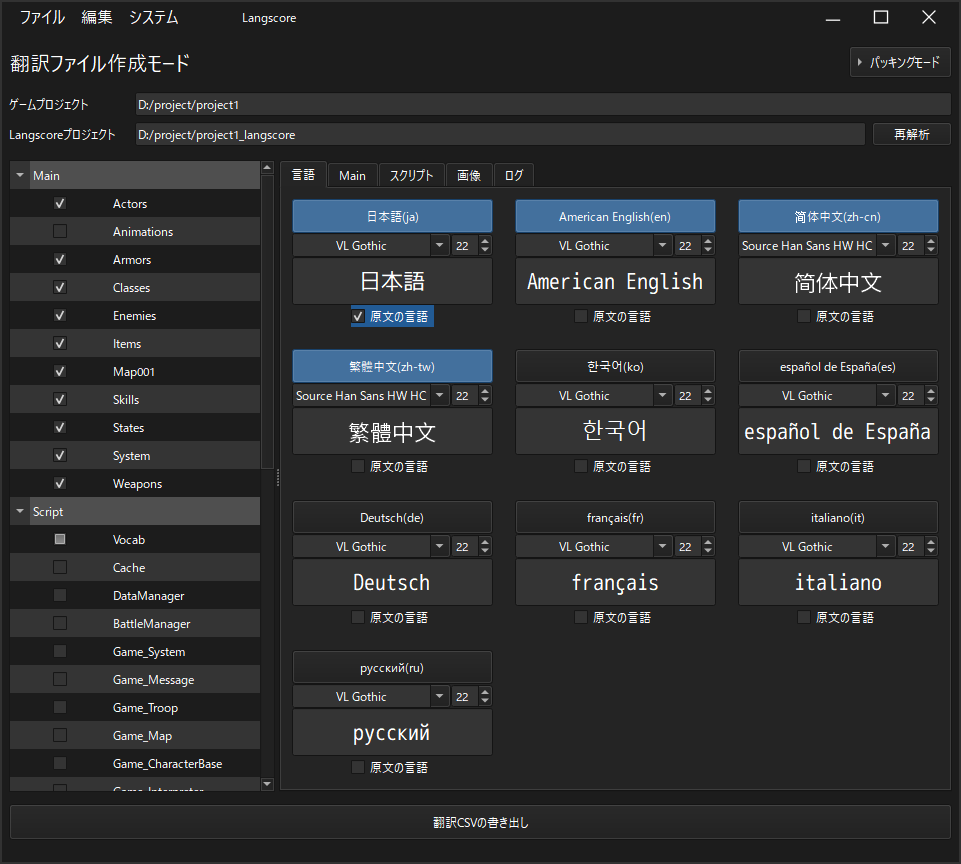 ファイル 編集 システム Langscore
翻訳ファイル作成モード
パッキングモード
ゲームプロジェクト D:/project/project1
Langscoreプロジェクト D:/project/project1_langscore 再解析
Main
Actors
Animations
Armors
Classes
Enemies
Items
Map001
Skills
States
System
Weapons
Script
Vocab
Cache
DataManager
BattleManager
Game_System
Game_Message
Game_Troop
Game_Map
Game_CharacterBase
Game_Interpreter
言語 Main スクリプト 画像 ログ
日本語(ja) American English(en) 简体中文(zh-cn)
VL Gothic 22 VL Gothic 22 Source Han Sans HW HC 22
日本語 American English 简体中文
原文の言語 原文の言語 原文の言語
繁體中文(zh-tw) 한국어(ko) español de España(es)
Source Han Sans HW HC 22 VL Gothic 22 VL Gothic 22
繁體中文 한국어 español de España
原文の言語 原文の言語 原文の言語
Deutsch(de) français(fr) italiano(it)
VL Gothic 22 VL Gothic 22 VL Gothic 22
Deutsch français italiano
原文の言語 原文の言語 原文の言語
русский(ru)
VL Gothic 22
русский
原文の言語
翻訳CSVの書き出し